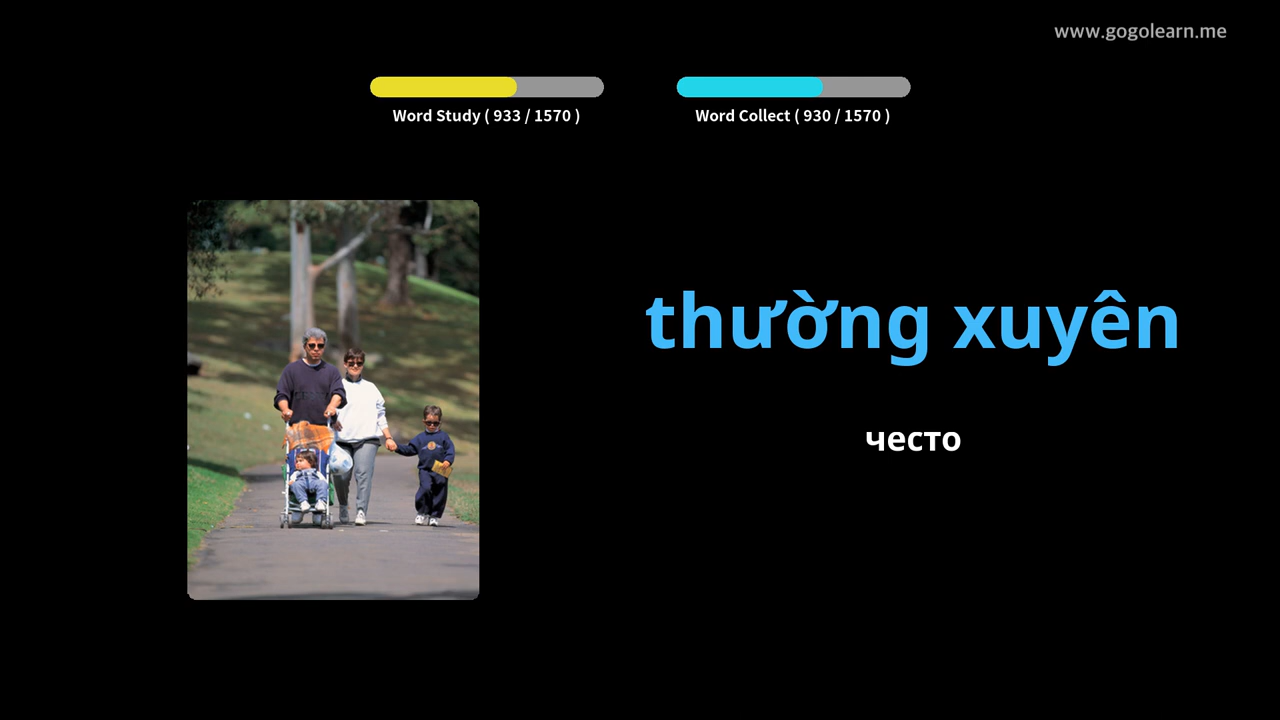 www.gogolearn.me
Word Study ( 933 / 1570 )
Word Collect ( 930 / 1570 )
thường xuyên
често